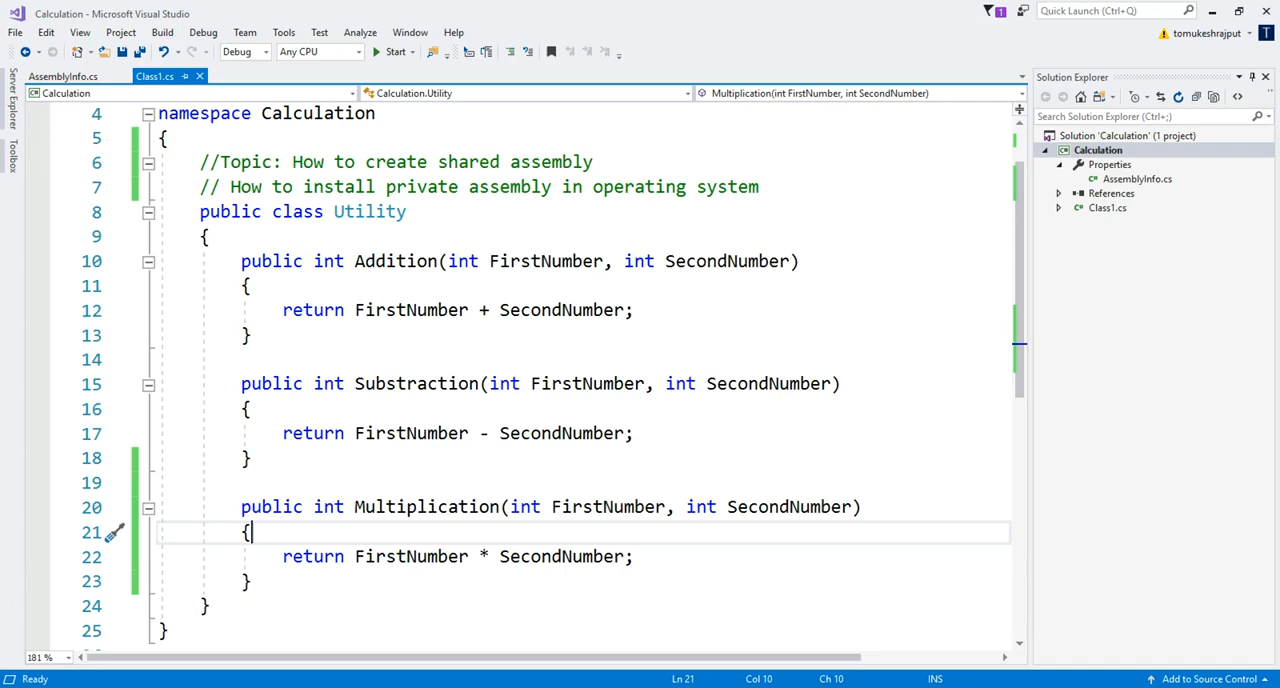 Calculation - Microsoft Visual Studio
1
Quick Launch (Ctrl+Q)
File Edit View Project Build Debug Team Tools Test Analyze Window Help
tomukeshrajput
T
Debug Any CPU Start
Server Explorer
Toolbox
AssemblyInfo.cs Class1.cs
Calculation Calculation.Utility Multiplication(int FirstNumber, int SecondNumber)
4 namespace Calculation
5 {
6 //Topic: How to create shared assembly
7 // How to install private assembly in operating system
8 public class Utility
9 {
10 public int Addition(int FirstNumber, int SecondNumber)
11 {
12 return FirstNumber + SecondNumber;
13 }
14
15 public int Substraction(int FirstNumber, int SecondNumber)
16 {
17 return FirstNumber - SecondNumber;
18 }
19
20 public int Multiplication(int FirstNumber, int SecondNumber)
21 {
22 return FirstNumber * SecondNumber;
23 }
24 }
25 }
181 %
Solution Explorer
Search Solution Explorer (Ctrl+;)
Solution 'Calculation' (1 project)
Calculation
Properties
AssemblyInfo.cs
References
Class1.cs
Ready Ln 21 Col 10 Ch 10 INS Add to Source Control